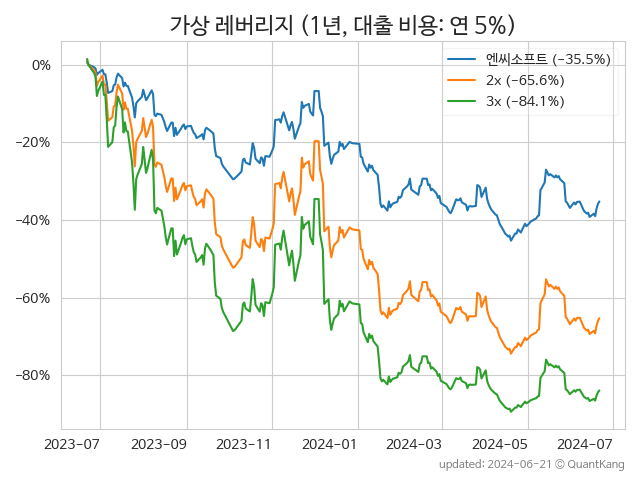 가상 레버리지 (1년, 대출 비용: 연 5%)
엔씨소프트 (−35.5%)
2x (−65.6%)
3x (−84.1%)
0%
−20%
−40%
−60%
−80%
2023-07
2023-09
2023-11
2024-01
2024-03
2024-05
2024-07
updated: 2024-06-21 © QuantKang